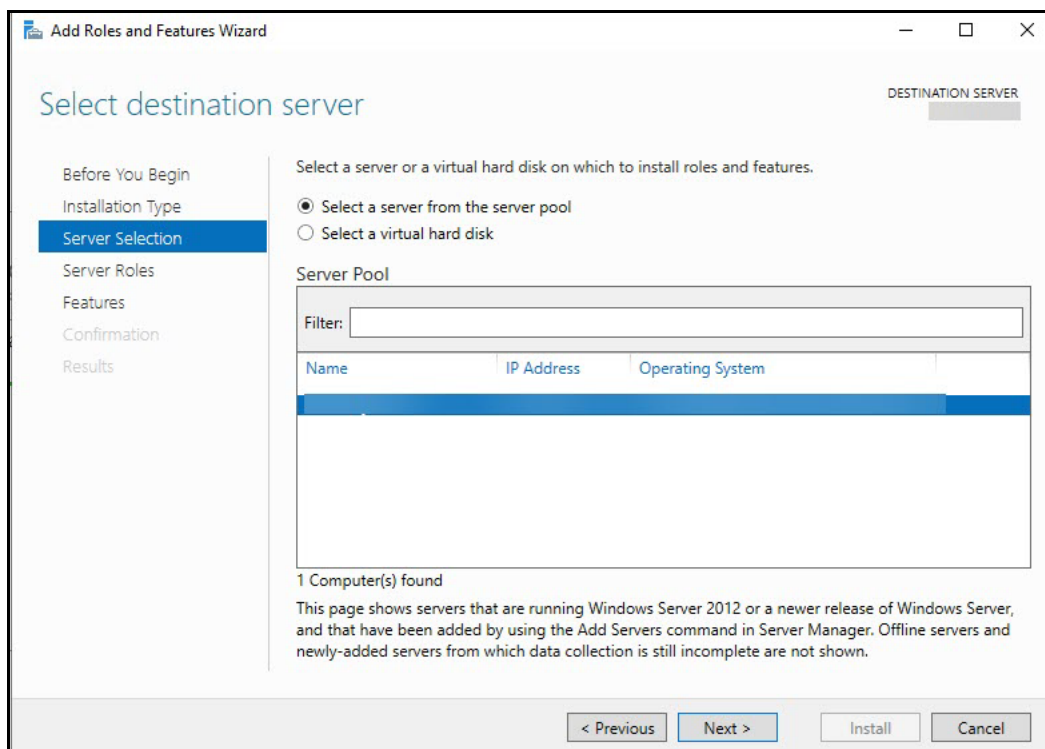 Add Roles and Features Wizard
Select destination server
DESTINATION SERVER
Before You Begin
Installation Type
Server Selection
Server Roles
Features
Confirmation
Results
Select a server or a virtual hard disk on which to install roles and features.
Select a server from the server pool
Select a virtual hard disk
Server Pool
Filter:
Name IP Address Operating System
1 Computer(s) found
This page shows servers that are running Windows Server 2012 or a newer release of Windows Server,
and that have been added by using the Add Servers command in Server Manager. Offline servers and
newly-added servers from which data collection is still incomplete are not shown.
< Previous Next > Install Cancel